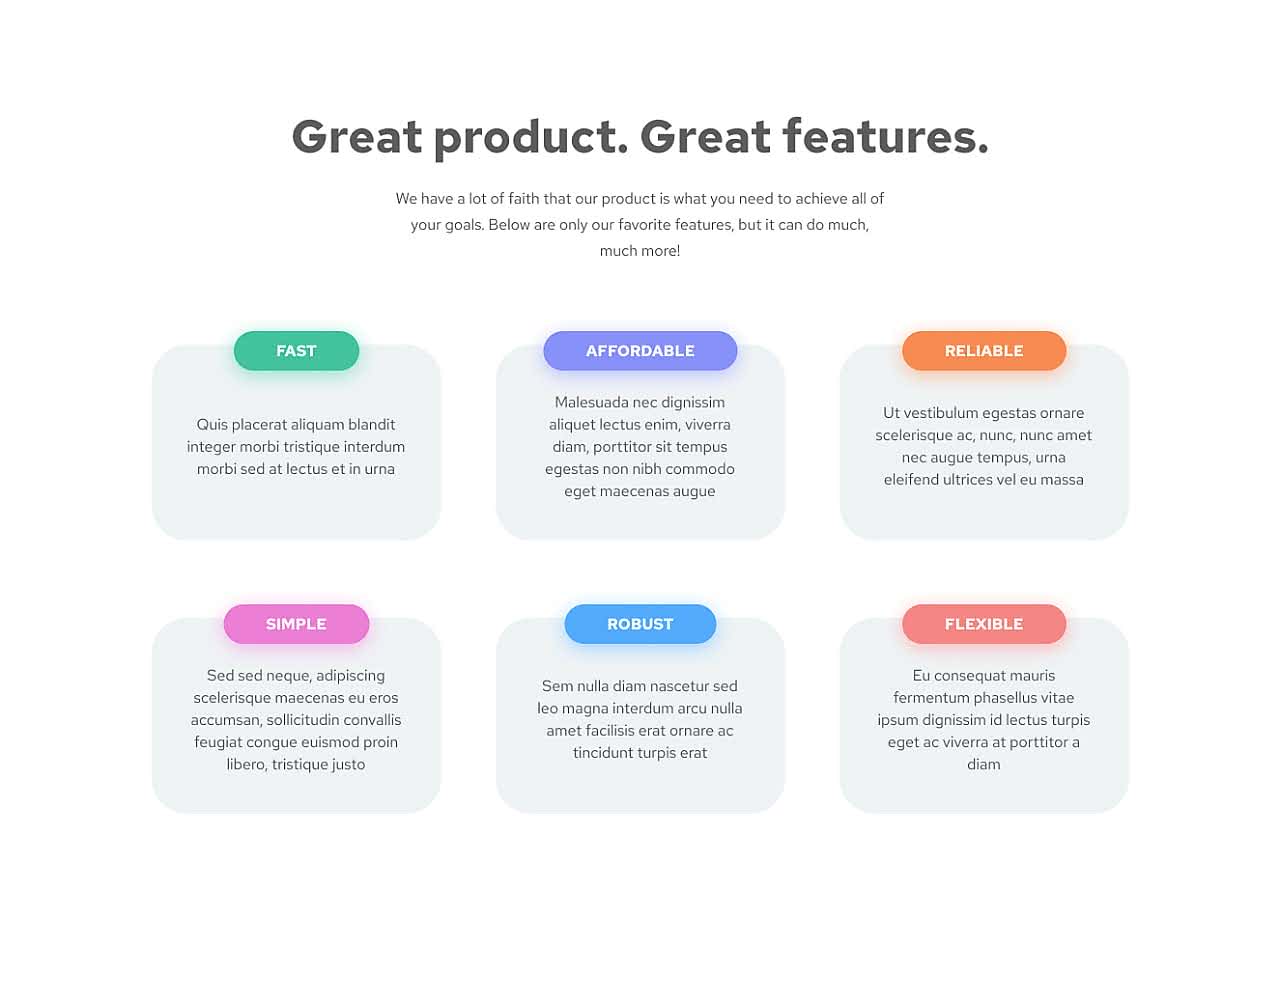 Great product. Great features.
We have a lot of faith that our product is what you need to achieve all of
your goals. Below are only our favorite features, but it can do much,
much more!
FAST
Quis placerat aliquam blandit
integer morbi tristique interdum
morbi sed at lectus et in urna
AFFORDABLE
Malesuada nec dignissim
aliquet lectus enim, viverra
diam, porttitor sit tempus
egestas non nibh commodo
eget maecenas augue
RELIABLE
Ut vestibulum egestas ornare
scelerisque ac, nunc, nunc amet
nec augue tempus, urna
eleifend ultrices vel eu massa
SIMPLE
Sed sed neque, adipiscing
scelerisque maecenas eu eros
accumsan, sollicitudin convallis
feugiat congue euismod proin
libero, tristique justo
ROBUST
Sem nulla diam nascetur sed
leo magna interdum arcu nulla
amet facilisis erat ornare ac
tincidunt turpis erat
FLEXIBLE
Eu consequat mauris
fermentum phasellus vitae
ipsum dignissim id lectus turpis
eget ac viverra at porttitor a
diam